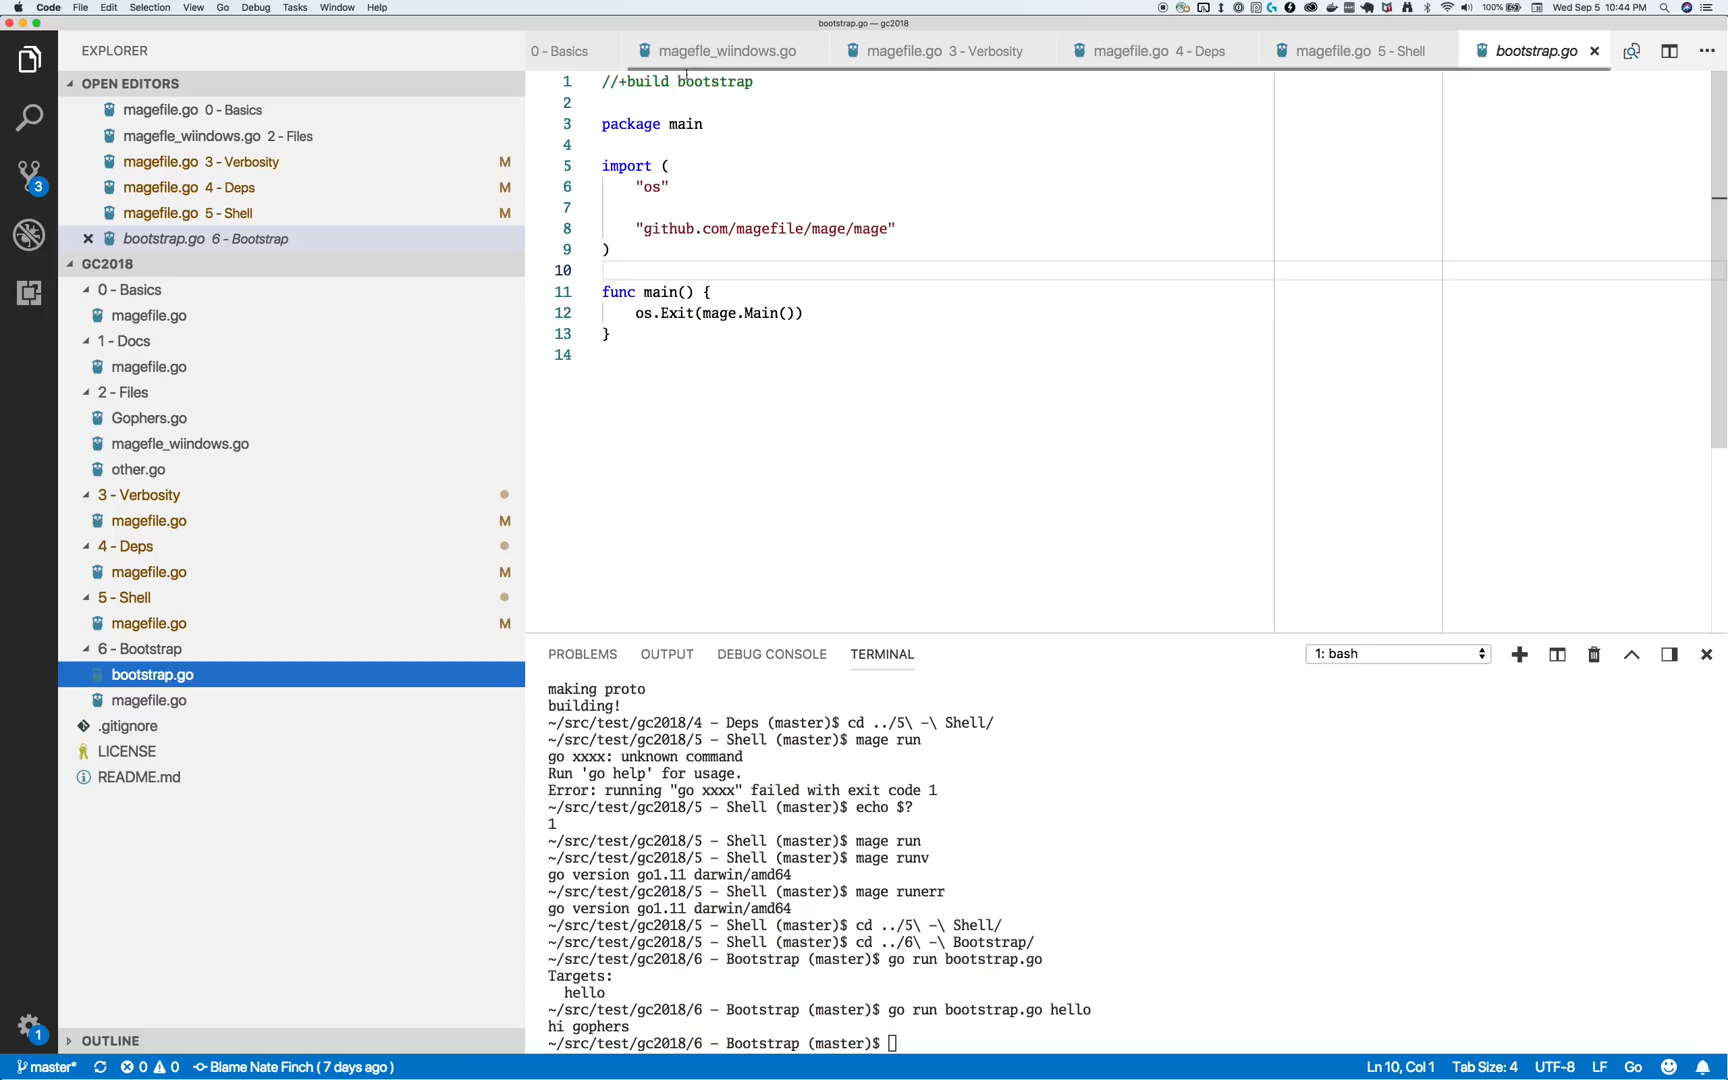 Code File Edit Selection View Go Debug Tasks Window Help 100% Wed Sep 5 10:44 PM
bootstrap.go — gc2018
EXPLORER
OPEN EDITORS
magefile.go 0 - Basics
magefle_wiindows.go 2 - Files
magefile.go 3 - Verbosity M
magefile.go 4 - Deps M
magefile.go 5 - Shell M
bootstrap.go 6 - Bootstrap
GC2018
0 - Basics
magefile.go
1 - Docs
magefile.go
2 - Files
Gophers.go
magefle_wiindows.go
other.go
3 - Verbosity
magefile.go M
4 - Deps
magefile.go M
5 - Shell
magefile.go M
6 - Bootstrap
bootstrap.go
magefile.go
.gitignore
LICENSE
README.md
OUTLINE
3
1
0 - Basics magefle_wiindows.go magefile.go 3 - Verbosity magefile.go 4 - Deps magefile.go 5 - Shell bootstrap.go
1 //+build bootstrap
2
3 package main
4
5 import (
6 "os"
7
8 "github.com/magefile/mage/mage"
9 )
10
11 func main() {
12 os.Exit(mage.Main())
13 }
14
PROBLEMS OUTPUT DEBUG CONSOLE TERMINAL 1: bash
making proto
building!
~/src/test/gc2018/4 - Deps (master)$ cd ../5\ -\ Shell/
~/src/test/gc2018/5 - Shell (master)$ mage run
go xxxx: unknown command
Run 'go help' for usage.
Error: running "go xxxx" failed with exit code 1
~/src/test/gc2018/5 - Shell (master)$ echo $?
1
~/src/test/gc2018/5 - Shell (master)$ mage run
~/src/test/gc2018/5 - Shell (master)$ mage runv
go version go1.11 darwin/amd64
~/src/test/gc2018/5 - Shell (master)$ mage runerr
go version go1.11 darwin/amd64
~/src/test/gc2018/5 - Shell (master)$ cd ../5\ -\ Shell/
~/src/test/gc2018/5 - Shell (master)$ cd ../6\ -\ Bootstrap/
~/src/test/gc2018/6 - Bootstrap (master)$ go run bootstrap.go
Targets:
hello
~/src/test/gc2018/6 - Bootstrap (master)$ go run bootstrap.go hello
hi gophers
~/src/test/gc2018/6 - Bootstrap (master)$
master* 0 0 Blame Nate Finch ( 7 days ago ) Ln 10, Col 1 Tab Size: 4 UTF-8 LF Go